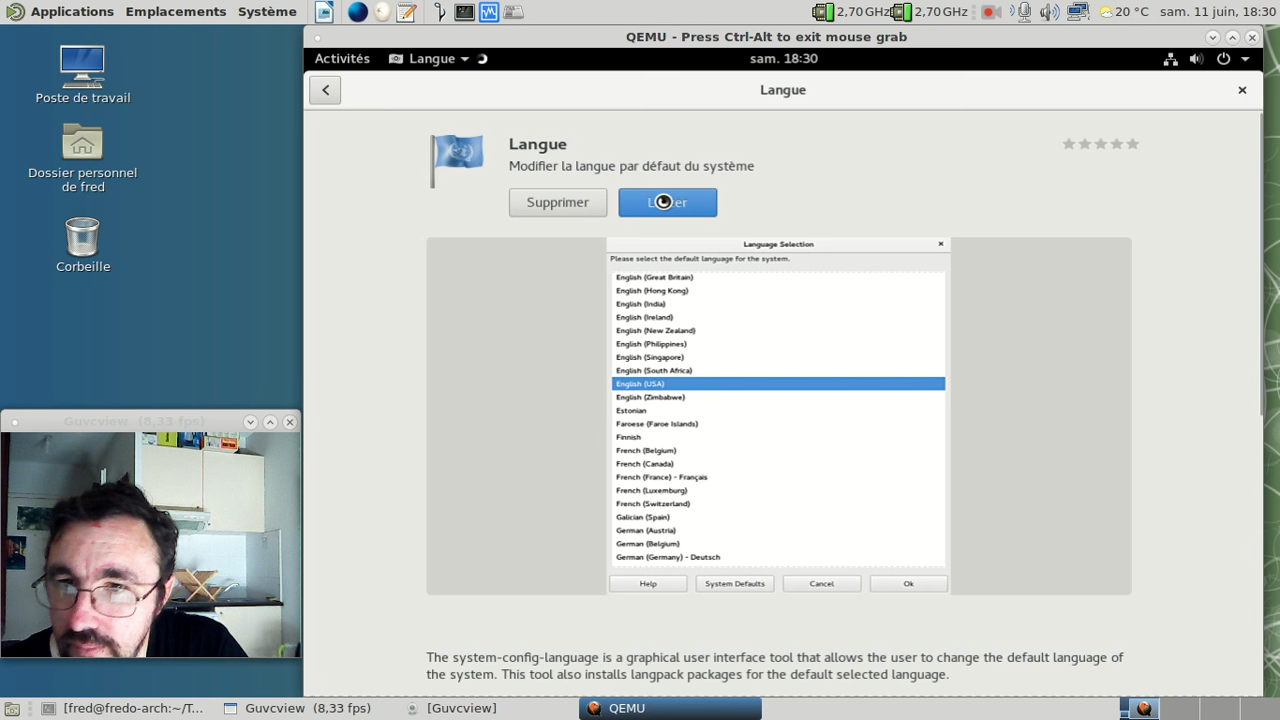 Applications Emplacements Système
2,70 GHz 2,70 GHz 20 °C sam. 11 juin, 18:30
Poste de travail
Dossier personnel
de fred
Corbeille
QEMU - Press Ctrl-Alt to exit mouse grab
Activités Langue sam. 18:30
Langue
Langue
Modifier la langue par défaut du système
Supprimer
Language Selection
Please select the default language for the system.
English (Great Britain)
English (Hong Kong)
English (India)
English (Ireland)
English (New Zealand)
English (Philippines)
English (Singapore)
English (South Africa)
English (USA)
English (Zimbabwe)
Estonian
Faroese (Faroe Islands)
Finnish
French (Belgium)
French (Canada)
French (France) - Français
French (Luxemburg)
French (Switzerland)
Galician (Spain)
German (Austria)
German (Belgium)
German (Germany) - Deutsch
Help System Defaults Cancel Ok
The system-config-language is a graphical user interface tool that allows the user to change the default language of
the system. This tool also installs langpack packages for the default selected language.
Guvcview (8,33 fps)
[fred@fredo-arch:~/T... Guvcview (8,33 fps) [Guvcview] QEMU